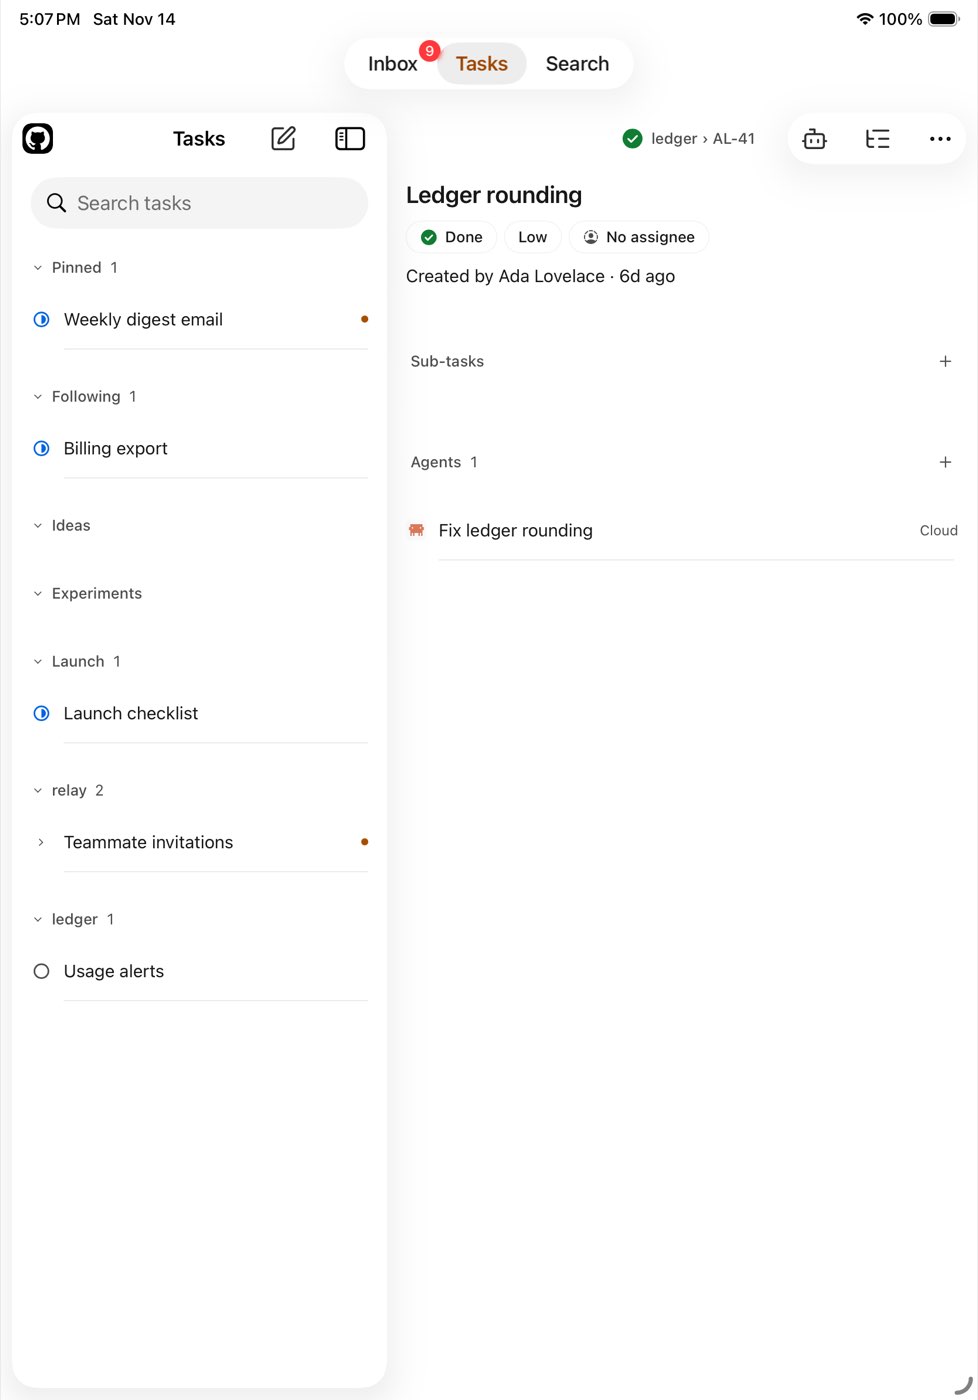 5:07 PM Sat Nov 14
100%
Inbox 9
Tasks
Search
Tasks
Search tasks
Pinned 1
Weekly digest email
Following 1
Billing export
Ideas
Experiments
Launch 1
Launch checklist
relay 2
Teammate invitations
ledger 1
Usage alerts
ledger › AL-41
Ledger rounding
Done
Low
No assignee
Created by Ada Lovelace · 6d ago
Sub-tasks
Agents 1
Fix ledger rounding
Cloud